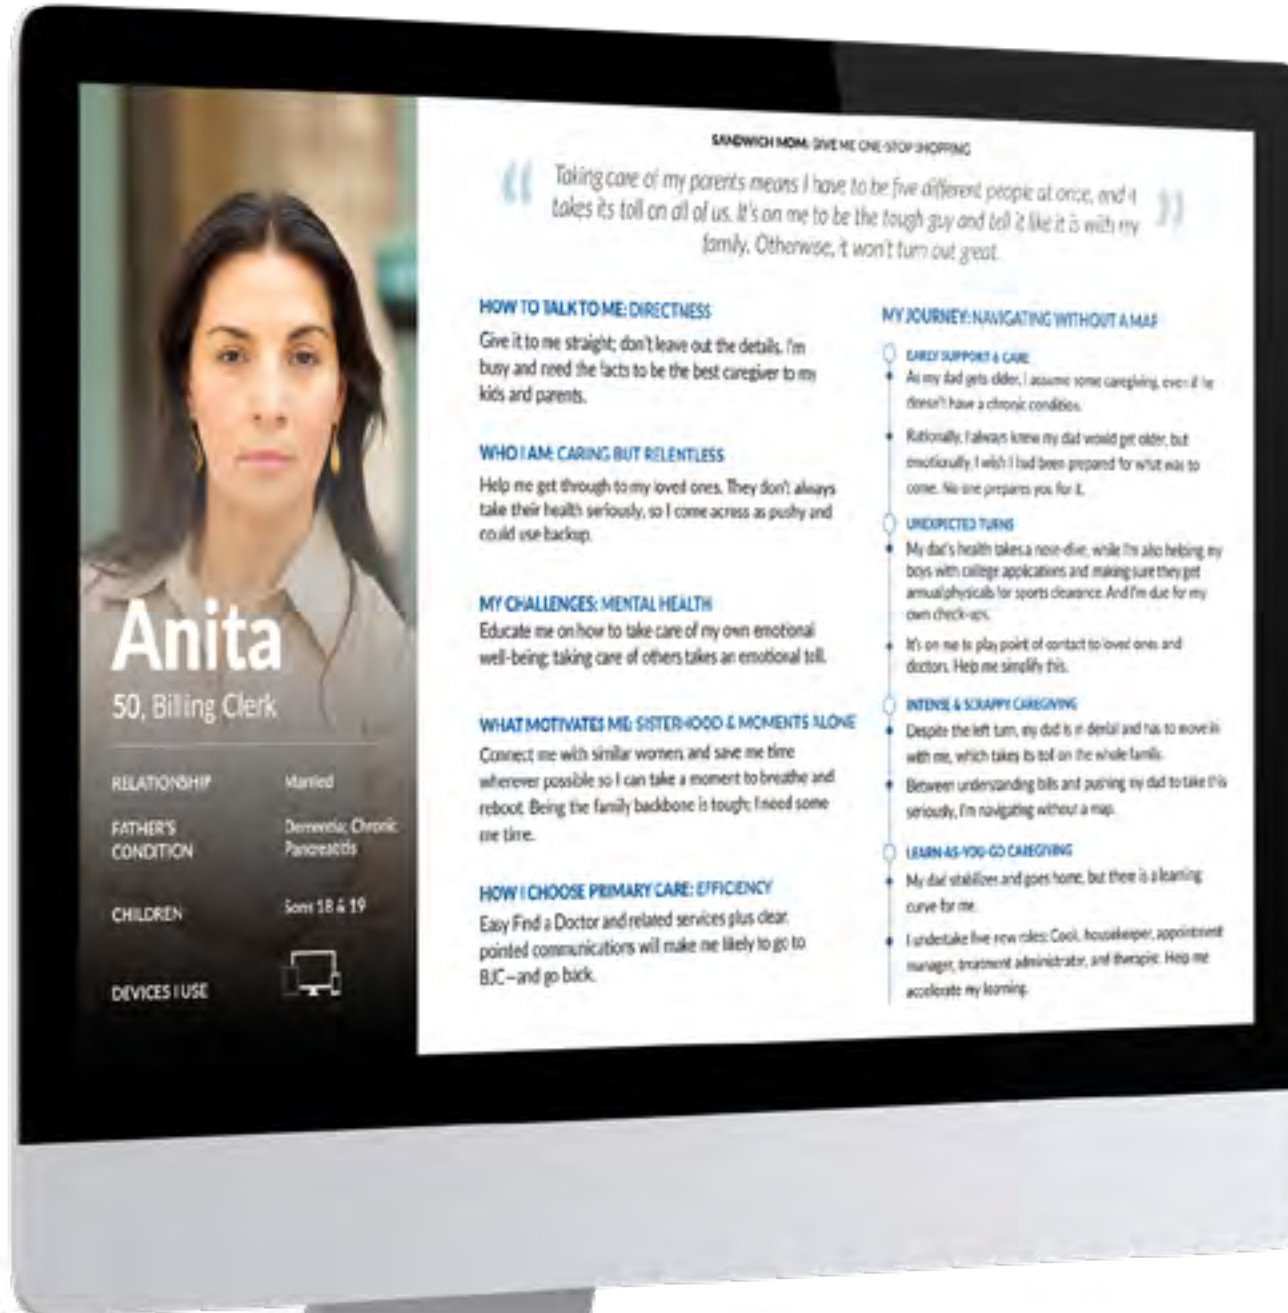 SANDWICH MOM: GIVE ME ONE-STOP SHOPPING
“ Taking care of my parents means I have to be five different people at once, and it ”
takes its toll on all of us. It's on me to be the tough guy and tell it like it is with my
family. Otherwise, it won't turn out great.
Anita
50, Billing Clerk
RELATIONSHIP Married
FATHER'S CONDITION Dementia; Chronic
Pancreatitis
CHILDREN Sons 18 & 19
DEVICES I USE
HOW TO TALK TO ME: DIRECTNESS
Give it to me straight; don't leave out the details. I'm
busy and need the facts to be the best caregiver to my
kids and parents.
WHO I AM: CARING BUT RELENTLESS
Help me get through to my loved ones. They don't always
take their health seriously, so I come across as pushy and
could use backup.
MY CHALLENGES: MENTAL HEALTH
Educate me on how to take care of my own emotional
well-being; taking care of others takes an emotional toll.
WHAT MOTIVATES ME: SISTERHOOD & MOMENTS ALONE
Connect me with similar women, and save me time
wherever possible so I can take a moment to breathe and
reboot. Being the family backbone is tough; I need some
me time.
HOW I CHOOSE PRIMARY CARE: EFFICIENCY
Easy Find a Doctor and related services plus clear,
pointed communications will make me likely to go to
BJC—and go back.
MY JOURNEY: NAVIGATING WITHOUT A MAP
EARLY SUPPORT & CARE
• As my dad gets older, I assume some caregiving, even if he
doesn't have a chronic condition.
• Rationally, I always knew my dad would get older, but
emotionally, I wish I had been prepared for what was to
come. No one prepares you for it.
UNEXPECTED TURNS
• My dad's health takes a nose-dive, while I'm also helping my
boys with college applications and making sure they get
annual physicals for sports clearance. And I'm due for my
own check-ups.
• It's on me to play point of contact to loved ones and
doctors. Help me simplify this.
INTENSE & SCRAPPY CAREGIVING
• Despite the left turn, my dad is in denial and has to move in
with me, which takes its toll on the whole family.
• Between understanding bills and pushing my dad to take this
seriously, I'm navigating without a map.
LEARN-AS-YOU-GO CAREGIVING
• My dad stabilizes and goes home, but there is a learning
curve for me.
• I undertake five new roles: Cook, housekeeper, appointment
manager, treatment administrator, and therapist. Help me
accelerate my learning.